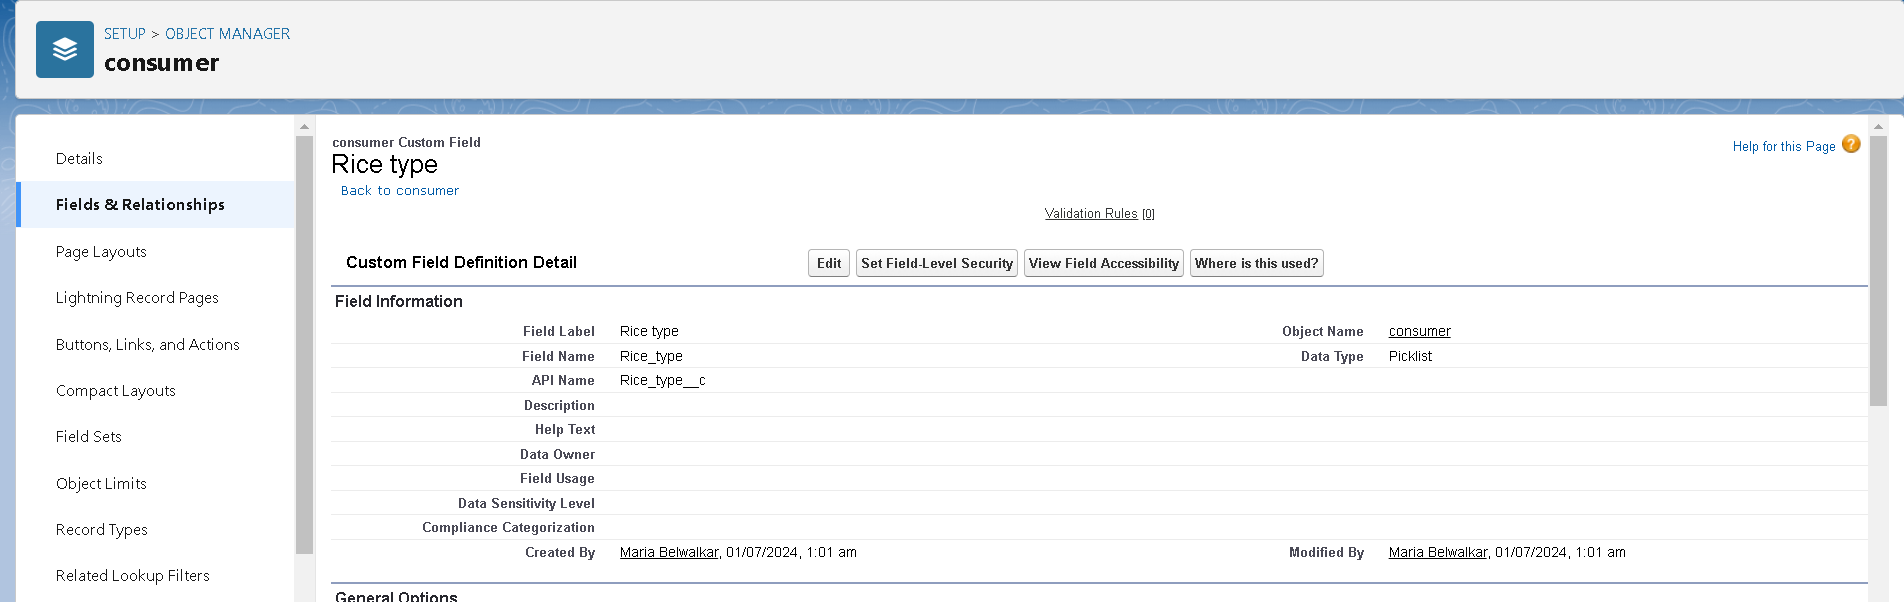 SETUP > OBJECT MANAGER
consumer
Details
Fields & Relationships
Page Layouts
Lightning Record Pages
Buttons, Links, and Actions
Compact Layouts
Field Sets
Object Limits
Record Types
Related Lookup Filters
consumer Custom Field
Rice type
Back to consumer
Help for this Page ?
Validation Rules [0]
Custom Field Definition Detail
Edit Set Field-Level Security View Field Accessibility Where is this used?
Field Information
Field Label Rice type Object Name consumer
Field Name Rice_type Data Type Picklist
API Name Rice_type__c
Description
Help Text
Data Owner
Field Usage
Data Sensitivity Level
Compliance Categorization
Created By Maria Belwalkar, 01/07/2024, 1:01 am Modified By Maria Belwalkar, 01/07/2024, 1:01 am
General Options